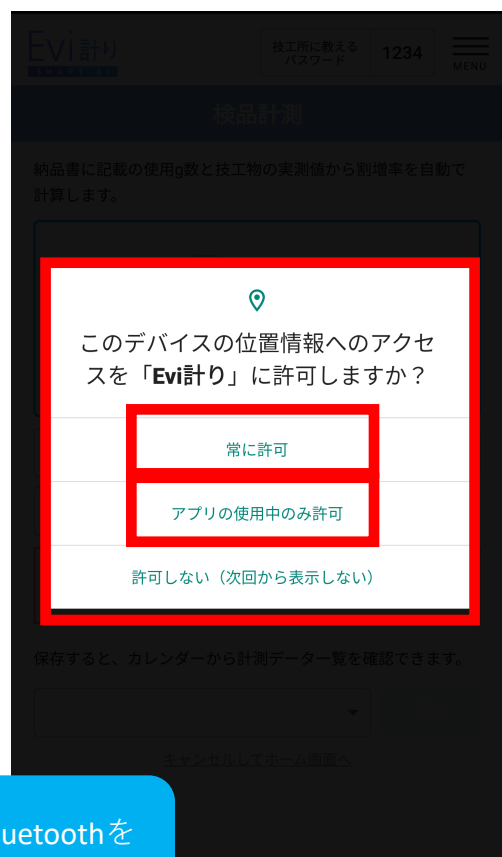 Evi計り
SMART AI
技工所に教える
パスワード
1234
MENU
検品計測
納品書に記載の使用g数と技工物の実測値から割増率を自動で
計算します。
このデバイスの位置情報へのアクセ
スを「Evi計り」に許可しますか？
常に許可
アプリの使用中のみ許可
許可しない（次回から表示しない）
保存すると、カレンダーから計測データ一覧を確認できます。
キャンセルしてホーム画面へ
uetoothを